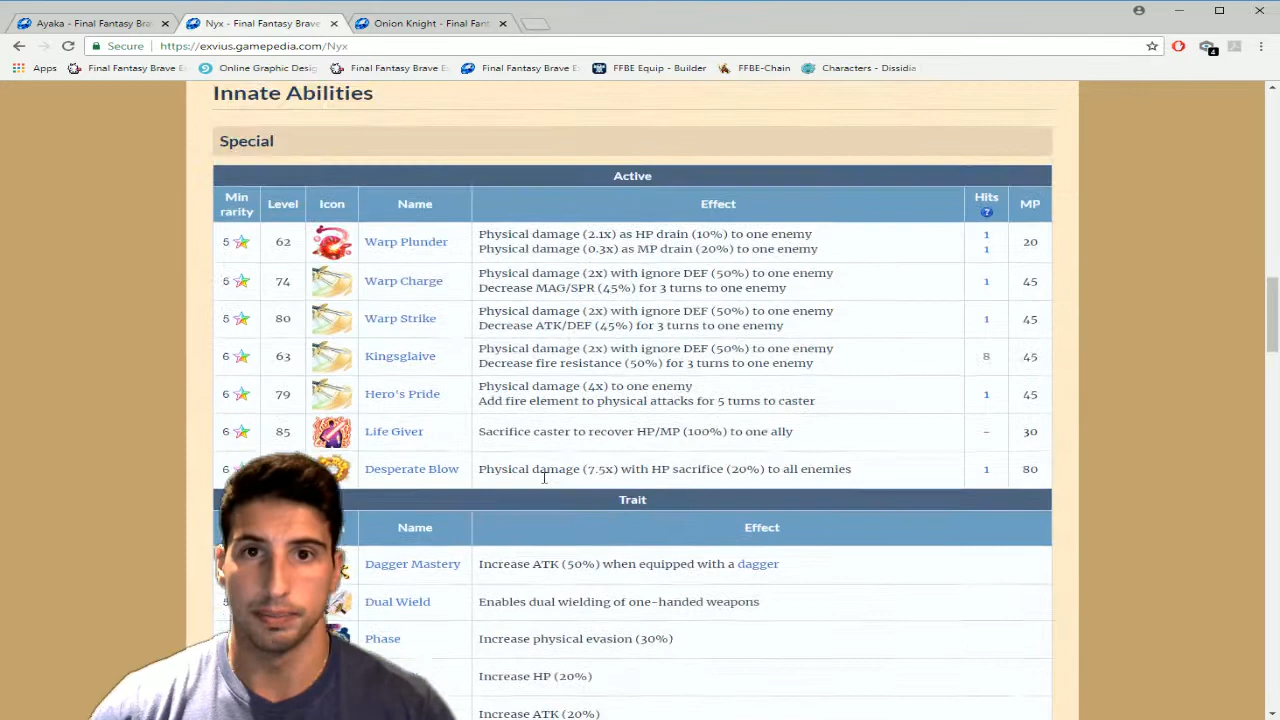 Ayaka - Final Fantasy Bra
Nyx - Final Fantasy Brave
Onion Knight - Final Fant
Secure
https://exvius.gamepedia.com/Nyx
4
Apps
Final Fantasy Brave E
Online Graphic Desig
Final Fantasy Brave E
Final Fantasy Brave E
FFBE Equip - Builder
FFBE-Chain
Characters - Dissidia
Innate Abilities
Special
Active
Min rarity Level Icon Name Effect Hits ? MP
5 62 Warp Plunder Physical damage (2.1x) as HP drain (10%) to one enemy 1 20
Physical damage (0.3x) as MP drain (20%) to one enemy 1
6 74 Warp Charge Physical damage (2x) with ignore DEF (50%) to one enemy 1 45
Decrease MAG/SPR (45%) for 3 turns to one enemy
5 80 Warp Strike Physical damage (2x) with ignore DEF (50%) to one enemy 1 45
Decrease ATK/DEF (45%) for 3 turns to one enemy
6 63 Kingsglaive Physical damage (2x) with ignore DEF (50%) to one enemy 8 45
Decrease fire resistance (50%) for 3 turns to one enemy
6 79 Hero's Pride Physical damage (4x) to one enemy 1 45
Add fire element to physical attacks for 5 turns to caster
6 85 Life Giver Sacrifice caster to recover HP/MP (100%) to one ally - 30
6 Desperate Blow Physical damage (7.5x) with HP sacrifice (20%) to all enemies 1 80
Trait
Name Effect
Dagger Mastery Increase ATK (50%) when equipped with a dagger
Dual Wield Enables dual wielding of one-handed weapons
Phase Increase physical evasion (30%)
Increase HP (20%)
Increase ATK (20%)